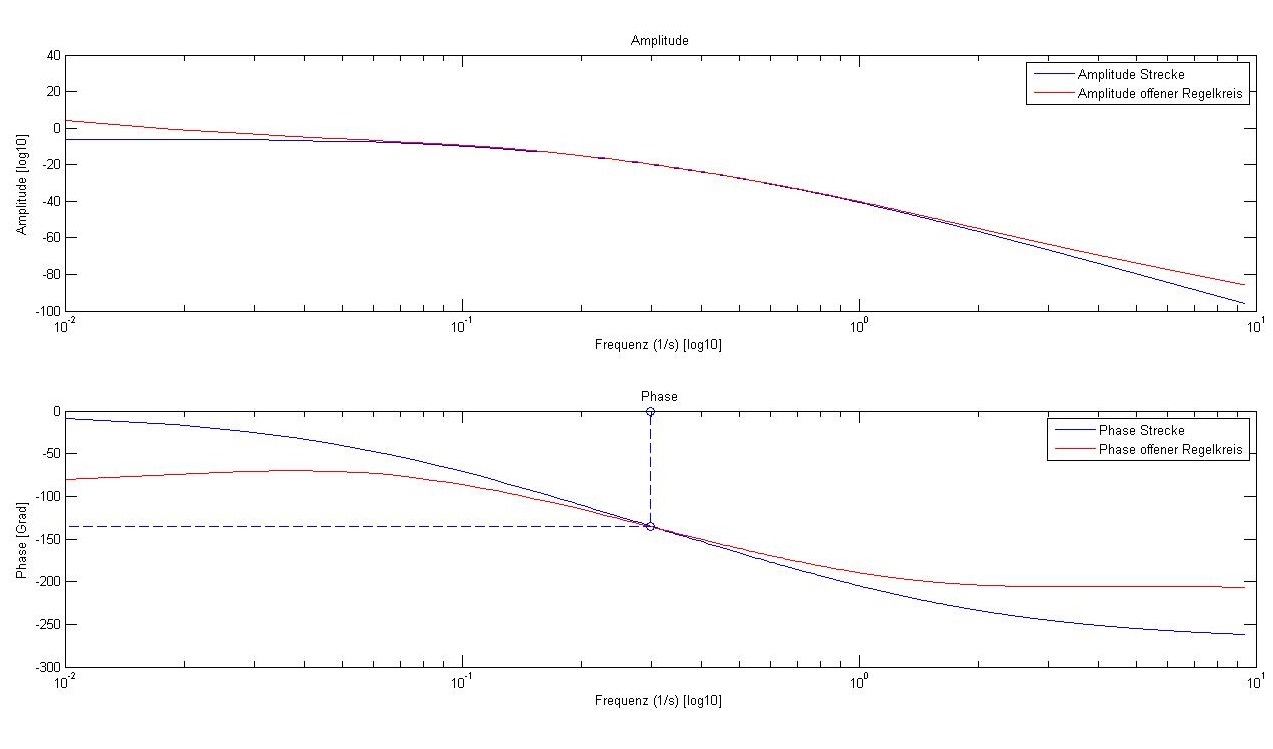 Amplitude
40
20
0
-20
-40
-60
-80
-100
Amplitude [log10]
Amplitude Strecke
Amplitude offener Regelkreis
10^-2
10^-1
10^0
10^1
Frequenz (1/s) [log10]
Phase
0
-50
-100
-150
-200
-250
-300
Phase [Grad]
Phase Strecke
Phase offener Regelkreis
10^-2
10^-1
10^0
10^1
Frequenz (1/s) [log10]